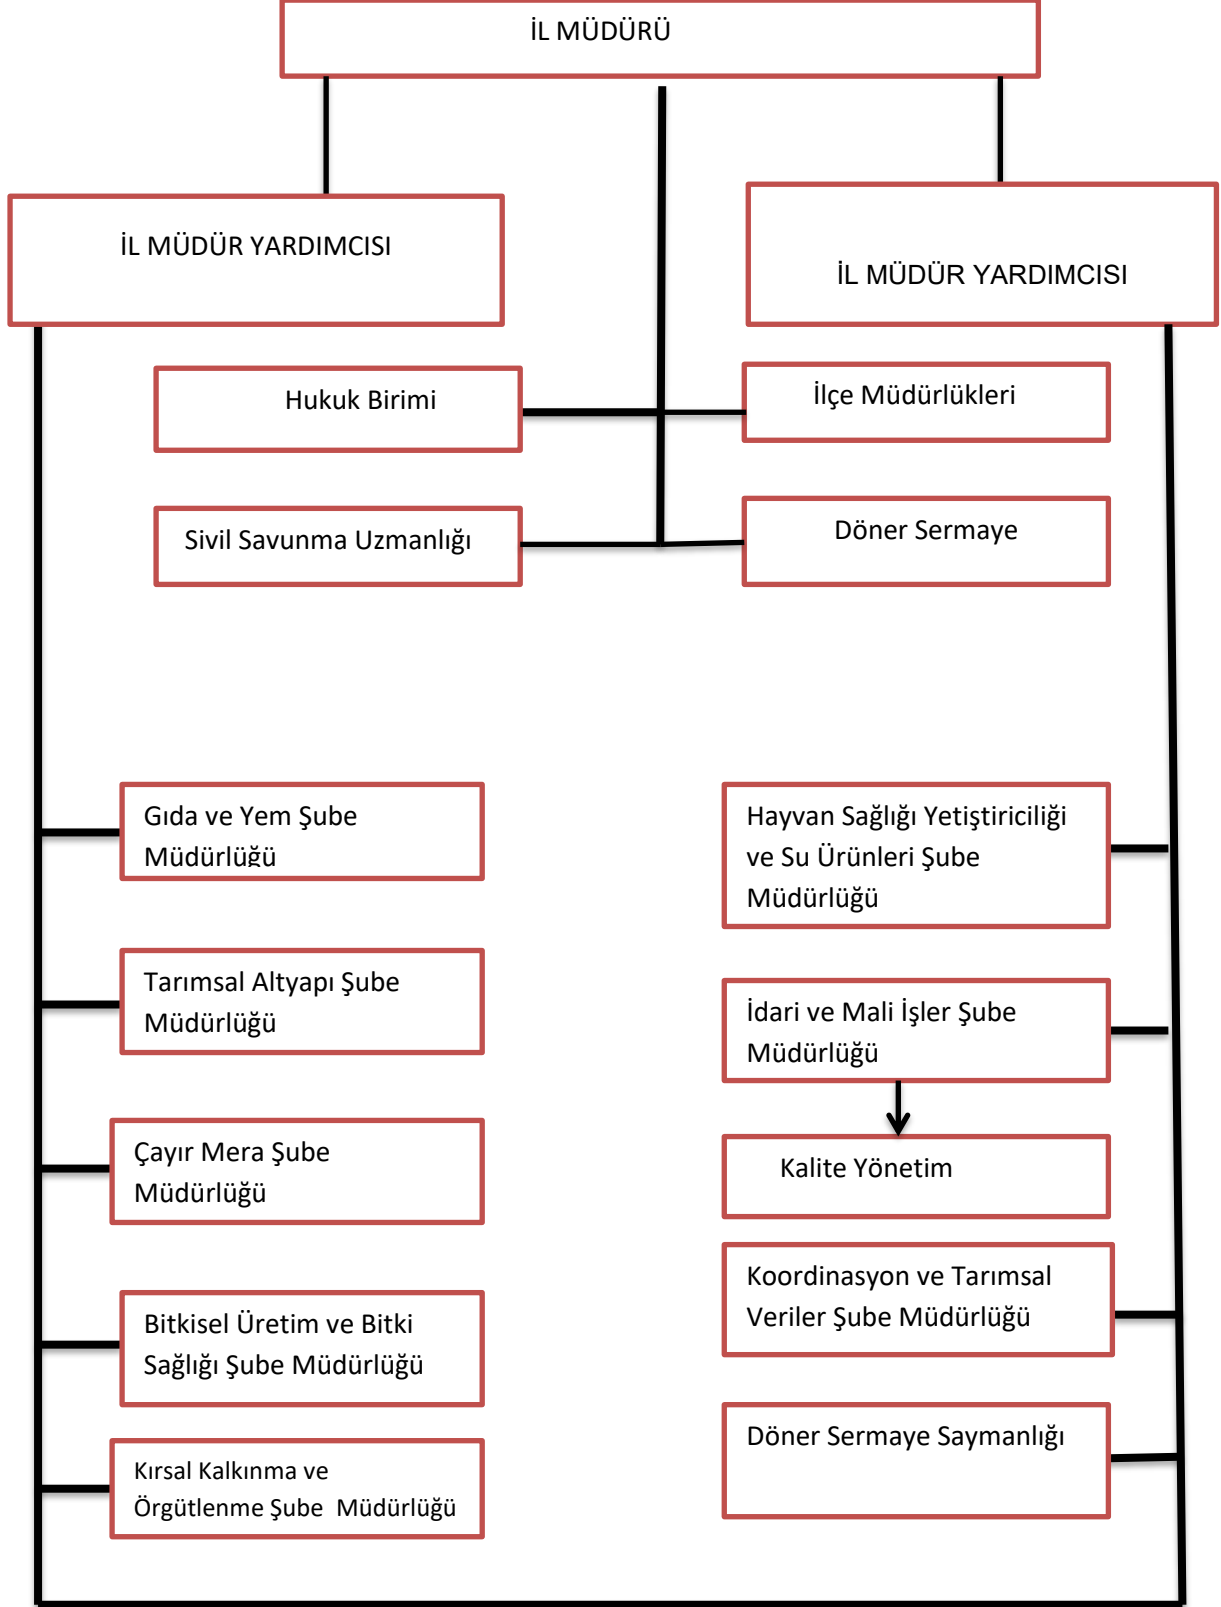 İL MÜDÜRÜ
İL MÜDÜR YARDIMCISI
İL MÜDÜR YARDIMCISI
Hukuk Birimi
İlçe Müdürlükleri
Sivil Savunma Uzmanlığı
Döner Sermaye
Gıda ve Yem Şube
Müdürlüğü
Tarımsal Altyapı Şube
Müdürlüğü
Çayır Mera Şube
Müdürlüğü
Bitkisel Üretim ve Bitki
Sağlığı Şube Müdürlüğü
Kırsal Kalkınma ve
Örgütlenme Şube Müdürlüğü
Hayvan Sağlığı Yetiştiriciliği
ve Su Ürünleri Şube
Müdürlüğü
İdari ve Mali İşler Şube
Müdürlüğü
Kalite Yönetim
Koordinasyon ve Tarımsal
Veriler Şube Müdürlüğü
Döner Sermaye Saymanlığı